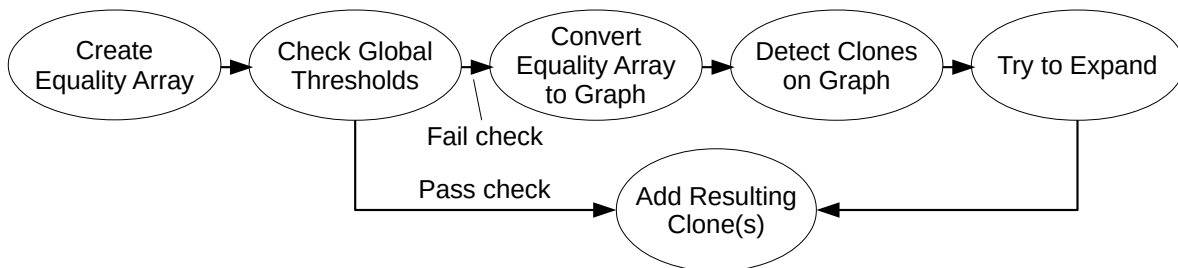 Create
Equality Array
Check Global
Thresholds
Convert
Equality Array
to Graph
Detect Clones
on Graph
Try to Expand
Fail check
Pass check
Add Resulting
Clone(s)